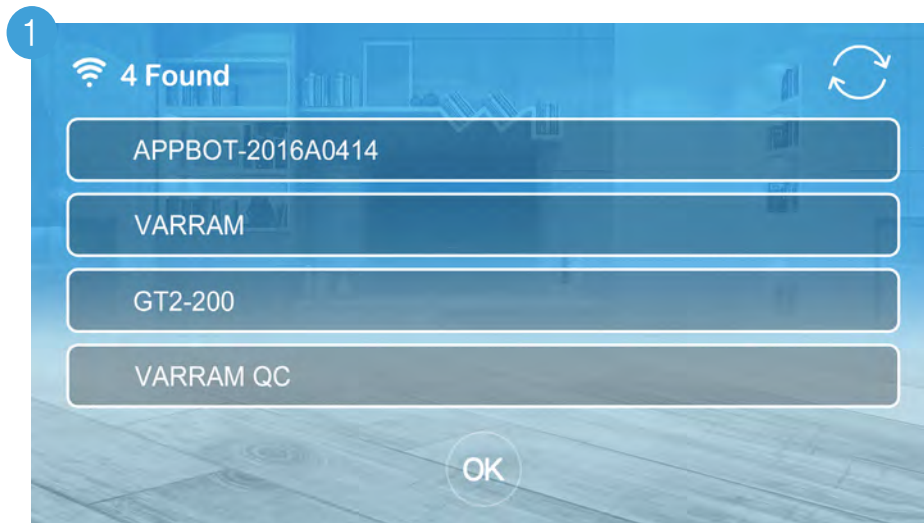 1
4 Found
APPBOT-2016A0414
VARRAM
GT2-200
VARRAM QC
OK